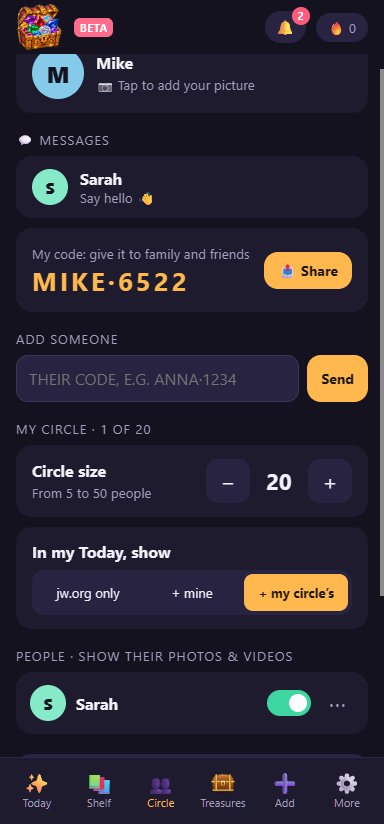 BETA
2
0
M
Mike
Tap to add your picture
MESSAGES
S
Sarah
Say hello 👋
My code: give it to family and friends
MIKE·6522
Share
ADD SOMEONE
THEIR CODE, E.G. ANNA·1234
Send
MY CIRCLE · 1 OF 20
Circle size
From 5 to 50 people
− 20 +
In my Today, show
jw.org only + mine + my circle’s
PEOPLE · SHOW THEIR PHOTOS & VIDEOS
S
Sarah
...
Today Shelf Circle Treasures Add More